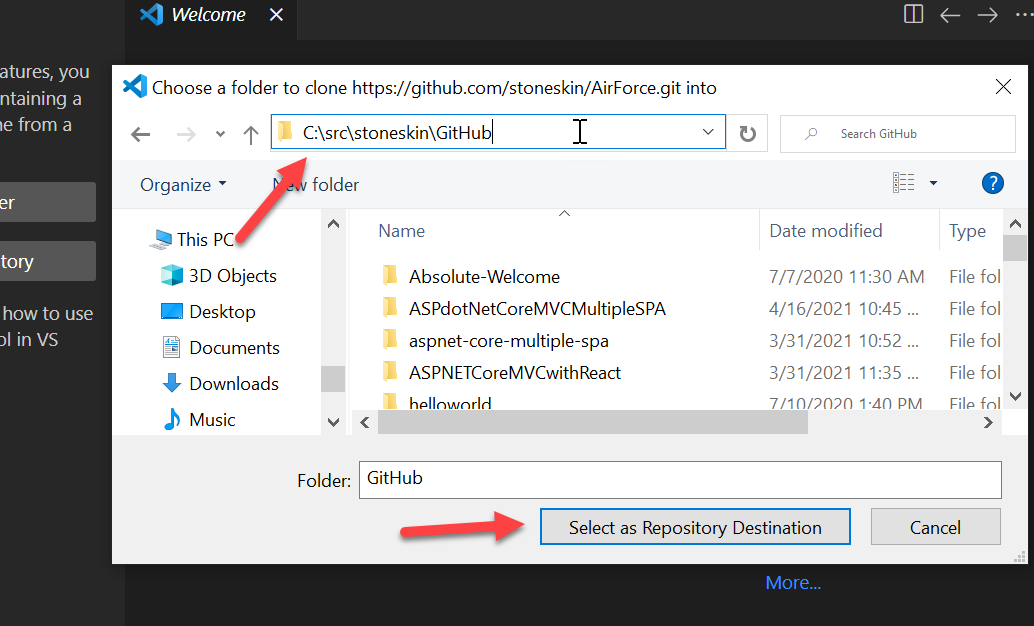 Welcome
atures, you
ntaining a
ne from a
er
tory
how to use
ol in VS
Choose a folder to clone https://github.com/stoneskin/AirForce.git into
C:\src\stoneskin\GitHub
Search GitHub
Organize
New folder
This PC
3D Objects
Desktop
Documents
Downloads
Music
Name Date modified Type
Absolute-Welcome 7/7/2020 11:30 AM File fol
ASPdotNetCoreMVCMultipleSPA 4/16/2021 10:45 ... File fol
aspnet-core-multiple-spa 3/31/2021 10:52 ... File fol
ASPNETCoreMVCwithReact 3/31/2021 11:35 ... File fol
helloworld 7/10/2020 1:40 PM File fol
Folder: GitHub
Select as Repository Destination
Cancel
More...